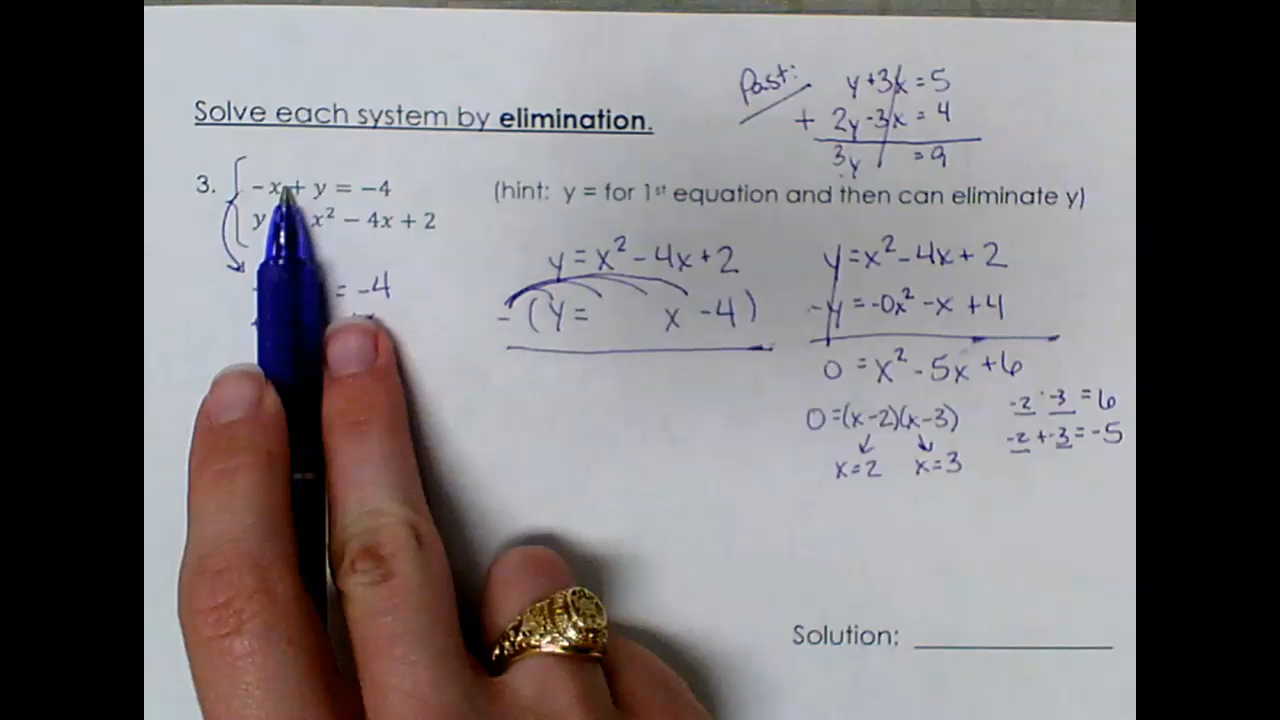 Past: y+3x=5
+ 2y-3x=4
3y =9
Solve each system by elimination.
3. -x + y = -4 (hint: y = for 1st equation and then can eliminate y)
y x² - 4x + 2
y=x²-4x+2
-(y= x-4)
= -4
y=x²-4x+2
-y=-0x²-x+4
0=x²-5x+6
0=(x-2)(x-3)
x=2 x=3
-2·-3=6
-2+-3=-5
Solution: